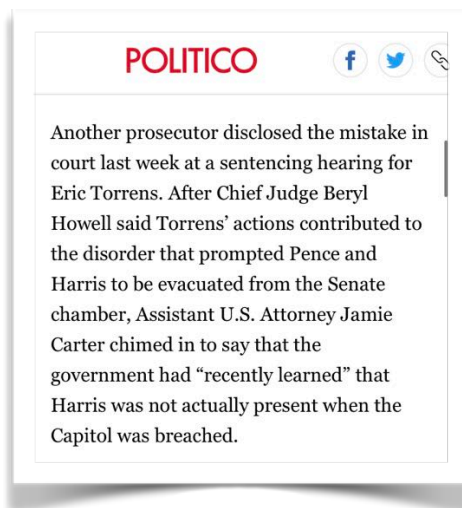 POLITICO
Another prosecutor disclosed the mistake in
court last week at a sentencing hearing for
Eric Torrens. After Chief Judge Beryl
Howell said Torrens’ actions contributed to
the disorder that prompted Pence and
Harris to be evacuated from the Senate
chamber, Assistant U.S. Attorney Jamie
Carter chimed in to say that the
government had “recently learned” that
Harris was not actually present when the
Capitol was breached.